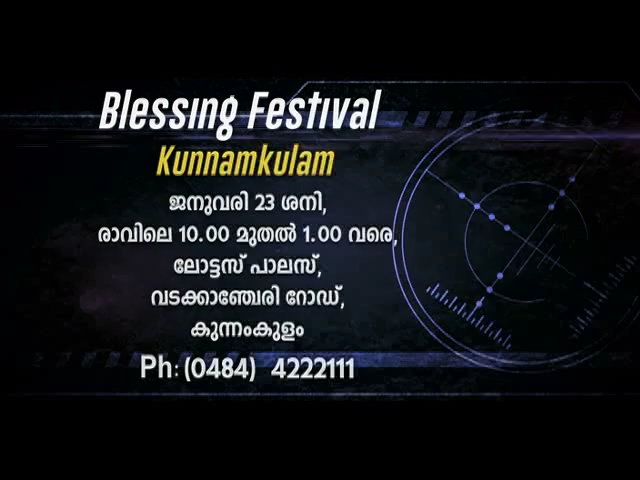 Blessing Festival
Kunnamkulam
ജനുവരി 23 ശനി,
രാവിലെ 10.00 മുതൽ 1.00 വരെ,
ലോട്ടസ് പാലസ്,
വടക്കാഞ്ചേരി റോഡ്,
കുന്നംകുളം
Ph: (0484) 4222111